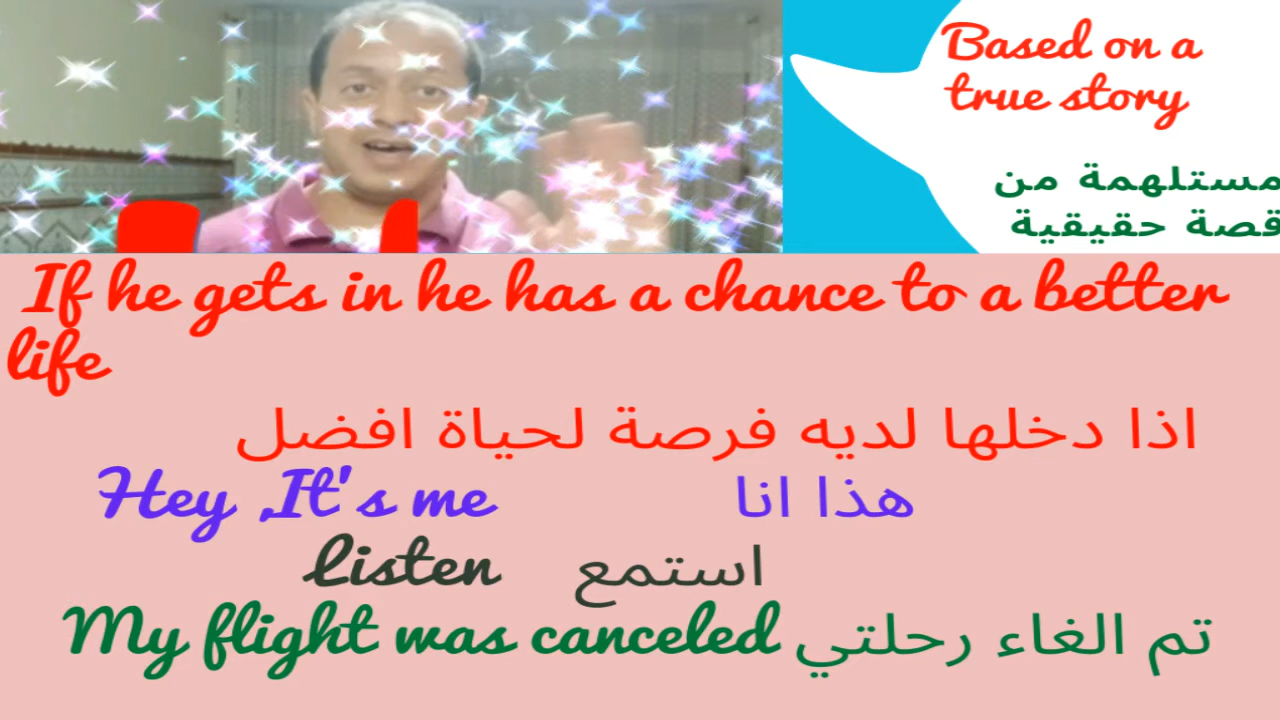 Based on a
true story
مستلهمة من
قصة حقيقية
If he gets in he has a chance to a better
life
اذا دخلها لديه فرصة لحياة افضل
Hey ,It's me هذا انا
Listen استمع
My flight was canceled تم الغاء رحلتي